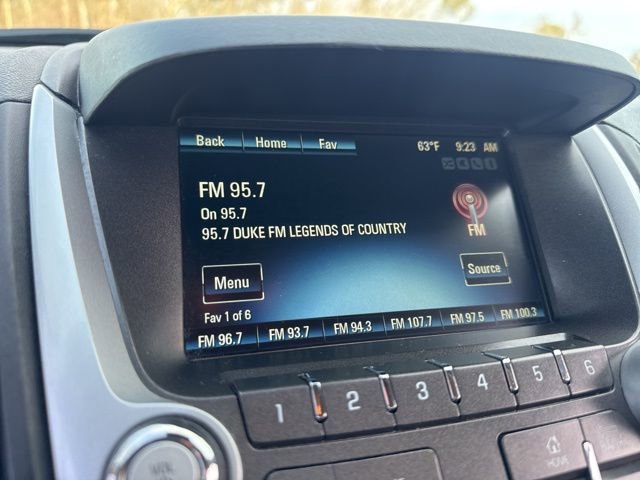 Back Home Fav 63°F 9:23 AM
FM 95.7
On 95.7
95.7 DUKE FM LEGENDS OF COUNTRY
FM
Menu Source
Fav 1 of 6
FM 96.7 FM 93.7 FM 94.3 FM 107.7 FM 97.5 FM 100.3
1 2 3 4 5 6
HOME